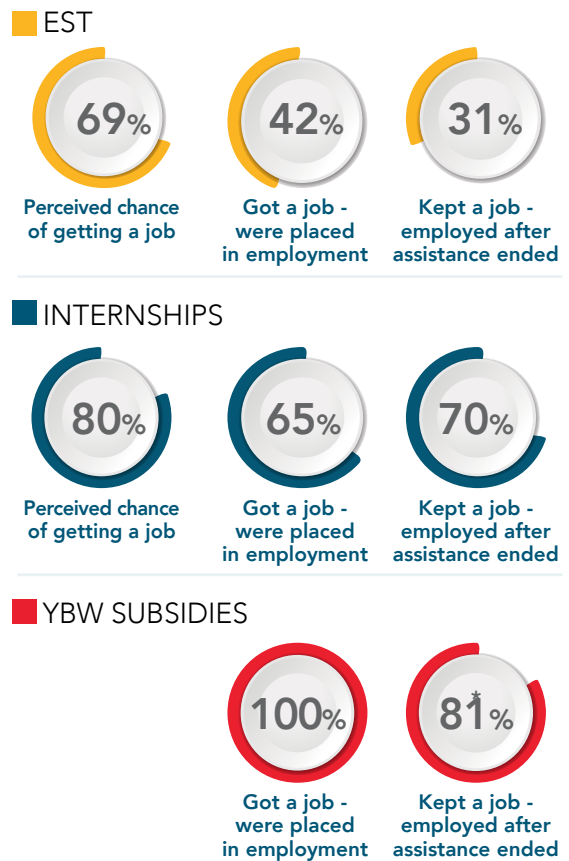 EST
69%
42%
31%
Perceived chance
of getting a job
Got a job -
were placed
in employment
Kept a job -
employed after
assistance ended
INTERNSHIPS
80%
65%
70%
Perceived chance
of getting a job
Got a job -
were placed
in employment
Kept a job -
employed after
assistance ended
YBW SUBSIDIES
100%
81*%
Got a job -
were placed
in employment
Kept a job -
employed after
assistance ended